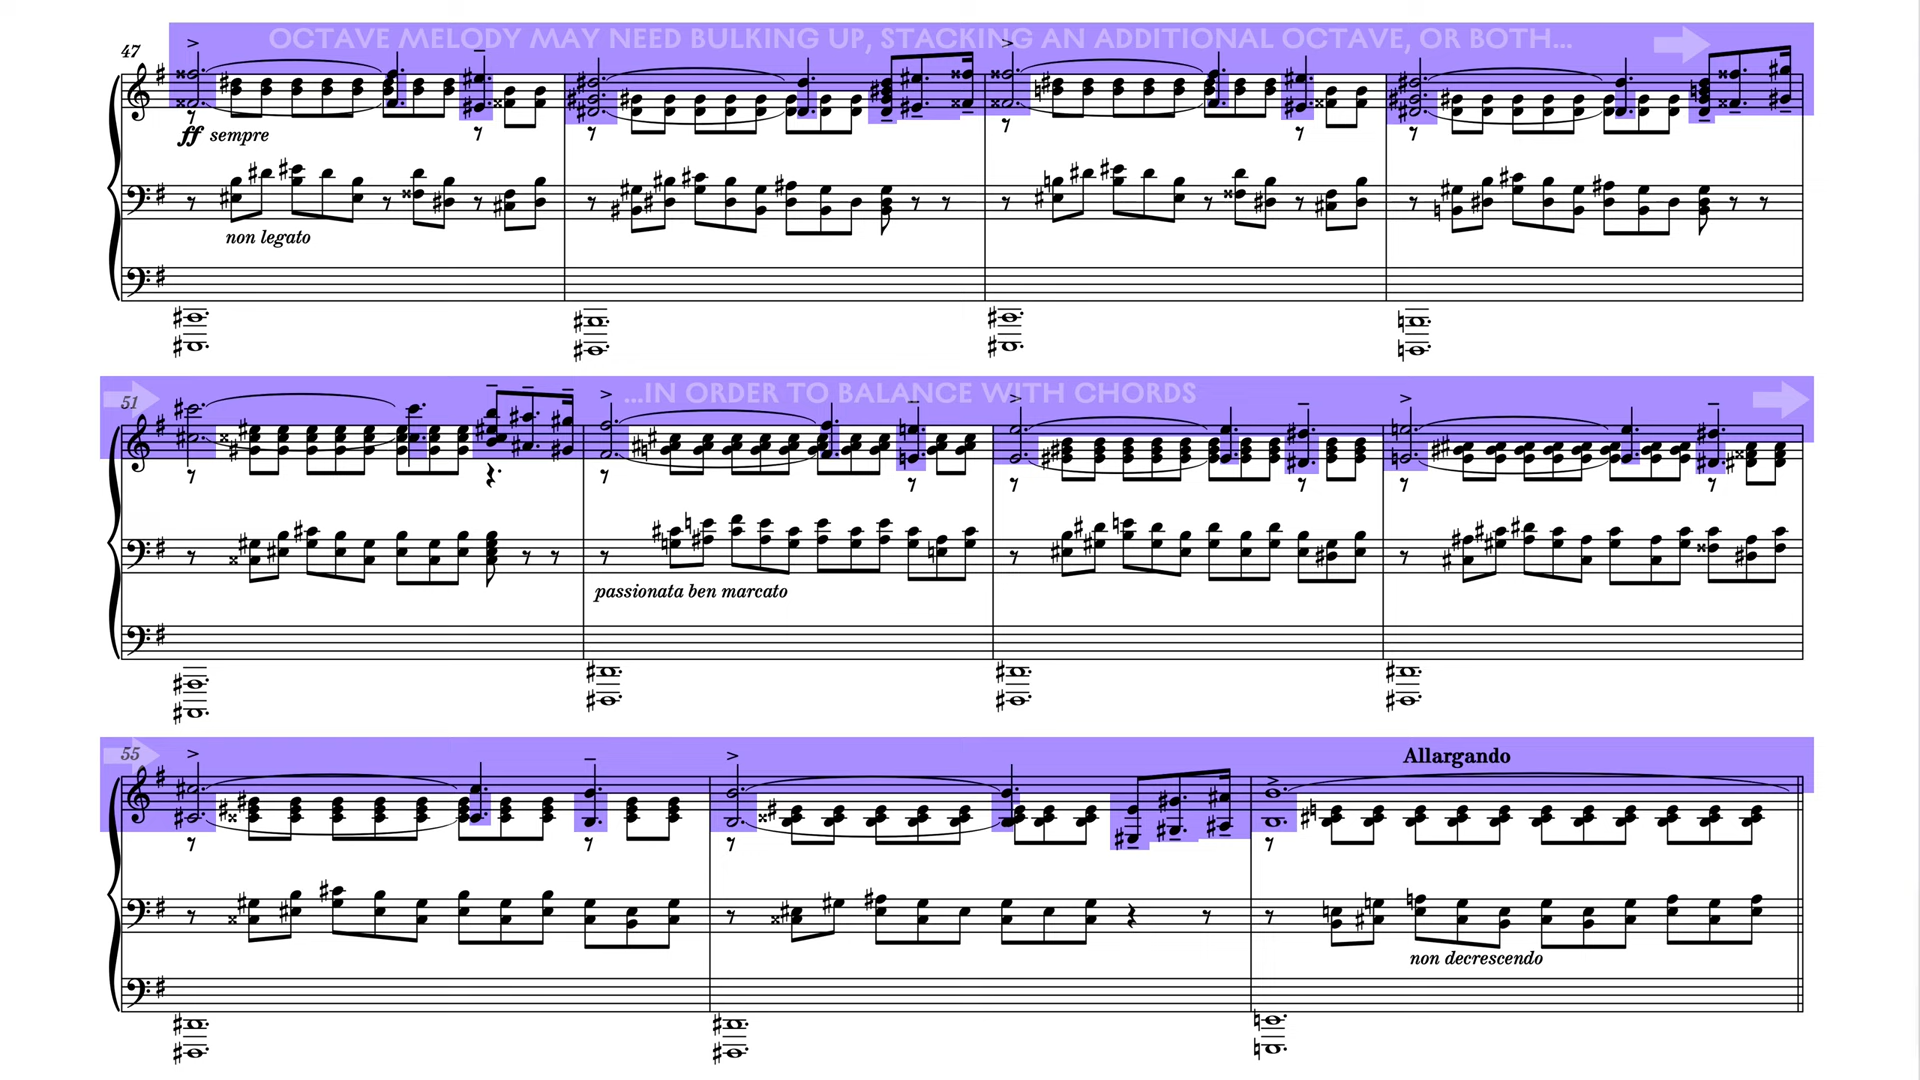 OCTAVE MELODY MAY NEED BULKING UP, STACKING AN ADDITIONAL OCTAVE, OR BOTH...
47
ff sempre
non legato
...IN ORDER TO BALANCE WITH CHORDS
51
passionata ben marcato
55
Allargando
non decrescendo